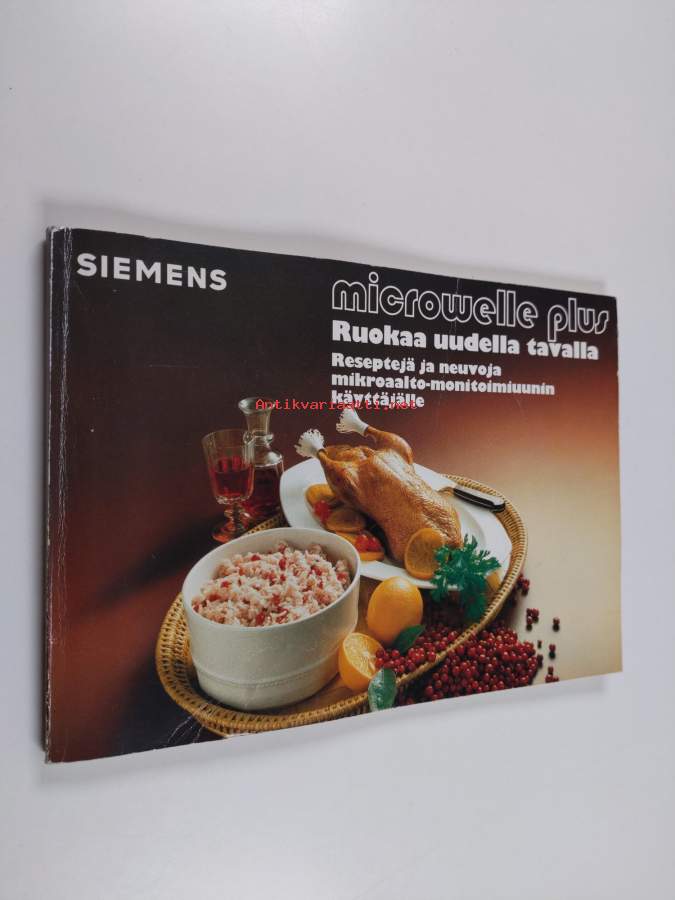 SIEMENS
microwelle plus
Ruokaa uudella tavalla
Reseptejä ja neuvoja
mikroaalto-monitoimiuunin
käyttäjälle
Antikvariaatti.net